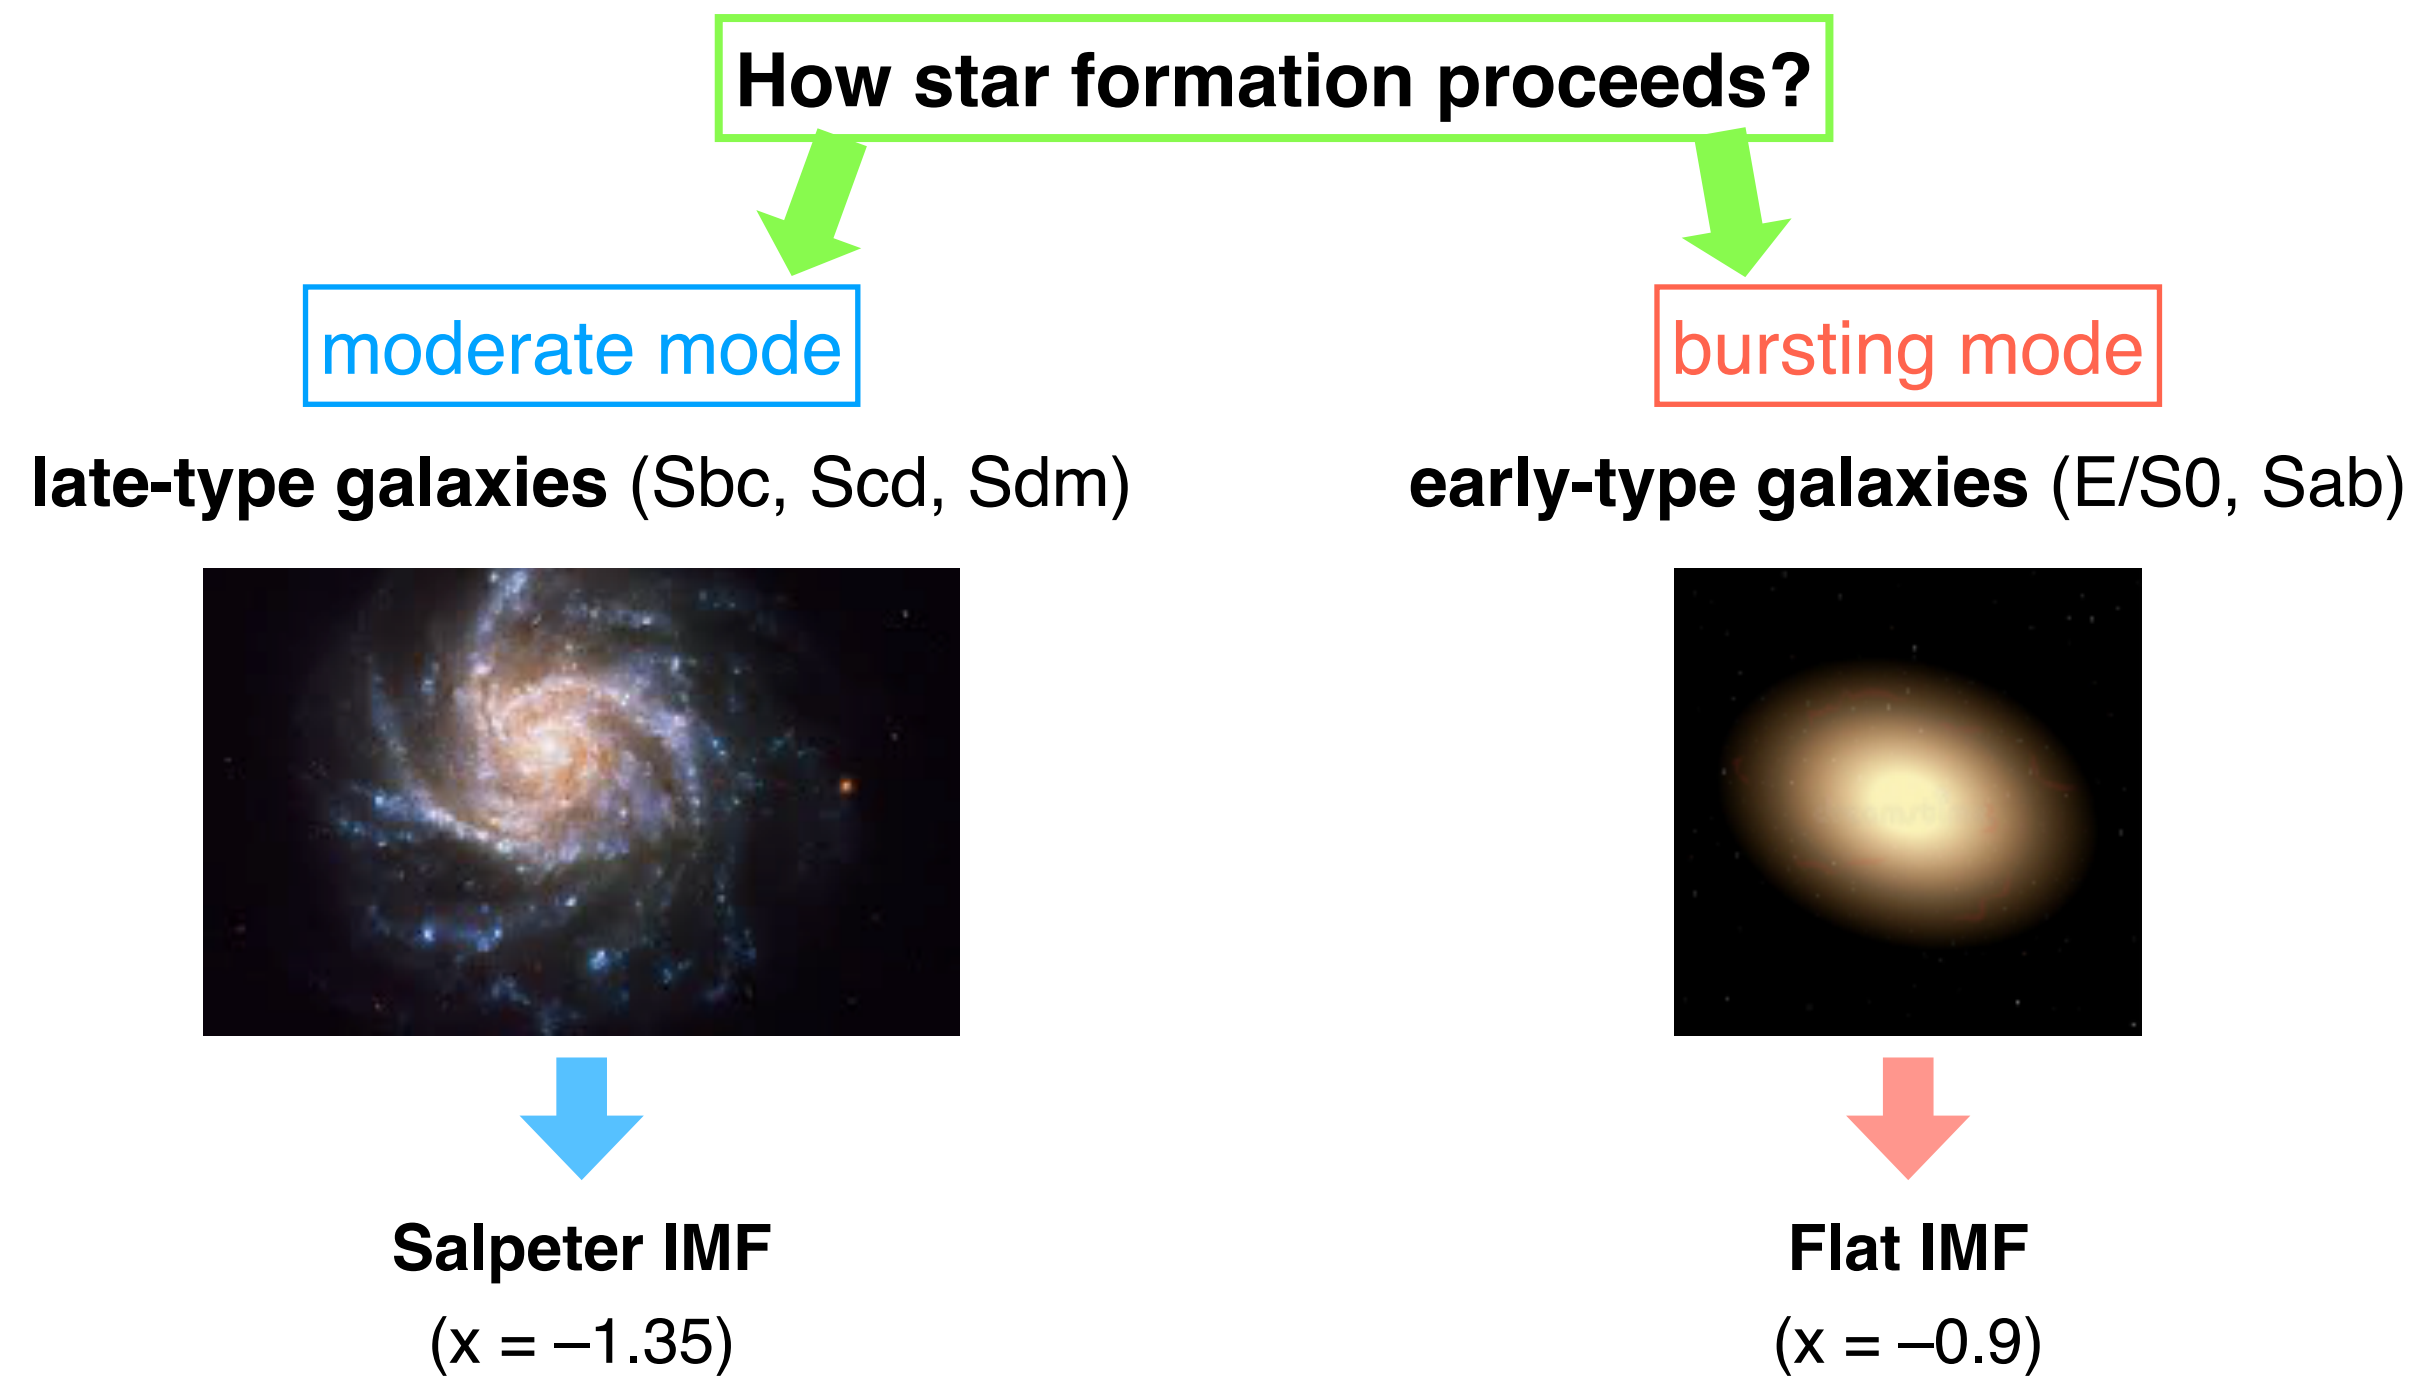 How star formation proceeds?
moderate mode
bursting mode
late-type galaxies (Sbc, Scd, Sdm)
early-type galaxies (E/S0, Sab)
Salpeter IMF
(x = –1.35)
Flat IMF
(x = –0.9)